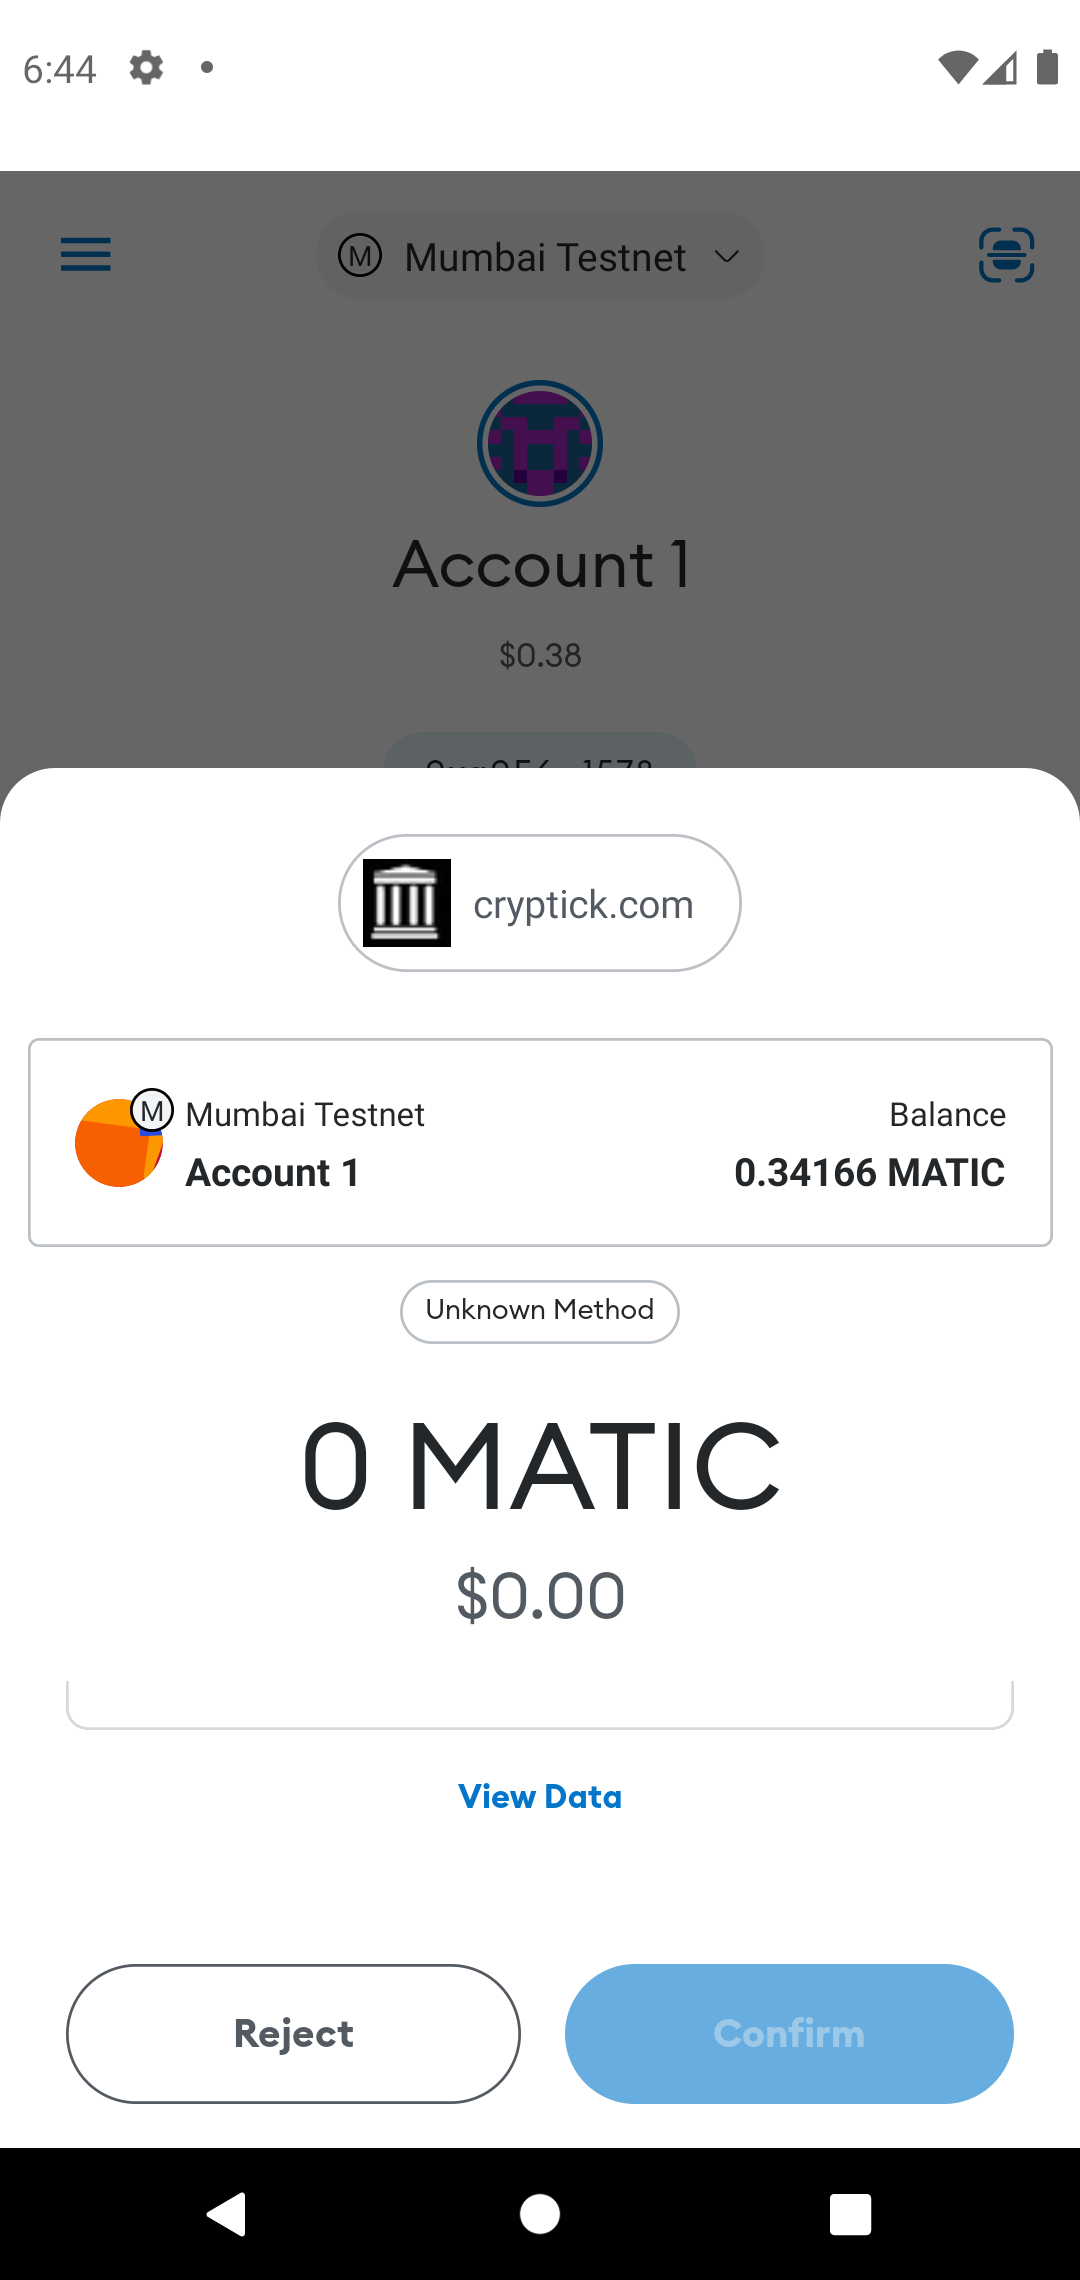 6:44
M Mumbai Testnet
Account 1
$0.38
cryptick.com
M Mumbai Testnet
Balance
Account 1
0.34166 MATIC
Unknown Method
0 MATIC
$0.00
View Data
Reject
Confirm